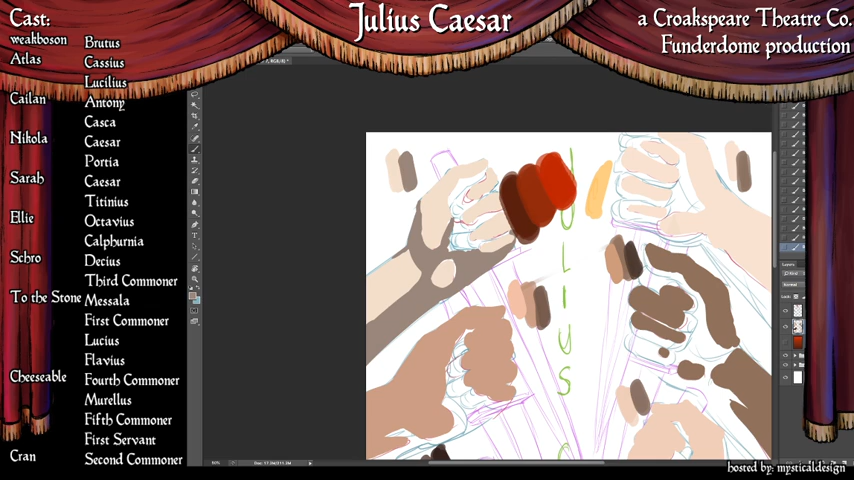 Cast:
Julius Caesar
a Croakspeare Theatre Co.
Funderdome production
weakboson
Brutus
Atlas
Cassius
Lucilius
Cailan
Antony
Casca
Nikola
Caesar
Portia
Sarah
Caesar
Titinius
Ellie
Octavius
Calphurnia
Schro
Decius
Third Commoner
To the Stone
Messala
First Commoner
Lucius
Flavius
Cheeseable
Fourth Commoner
Murellus
Fifth Commoner
First Servant
Cran
Second Commoner
hosted by: mysticaldesign